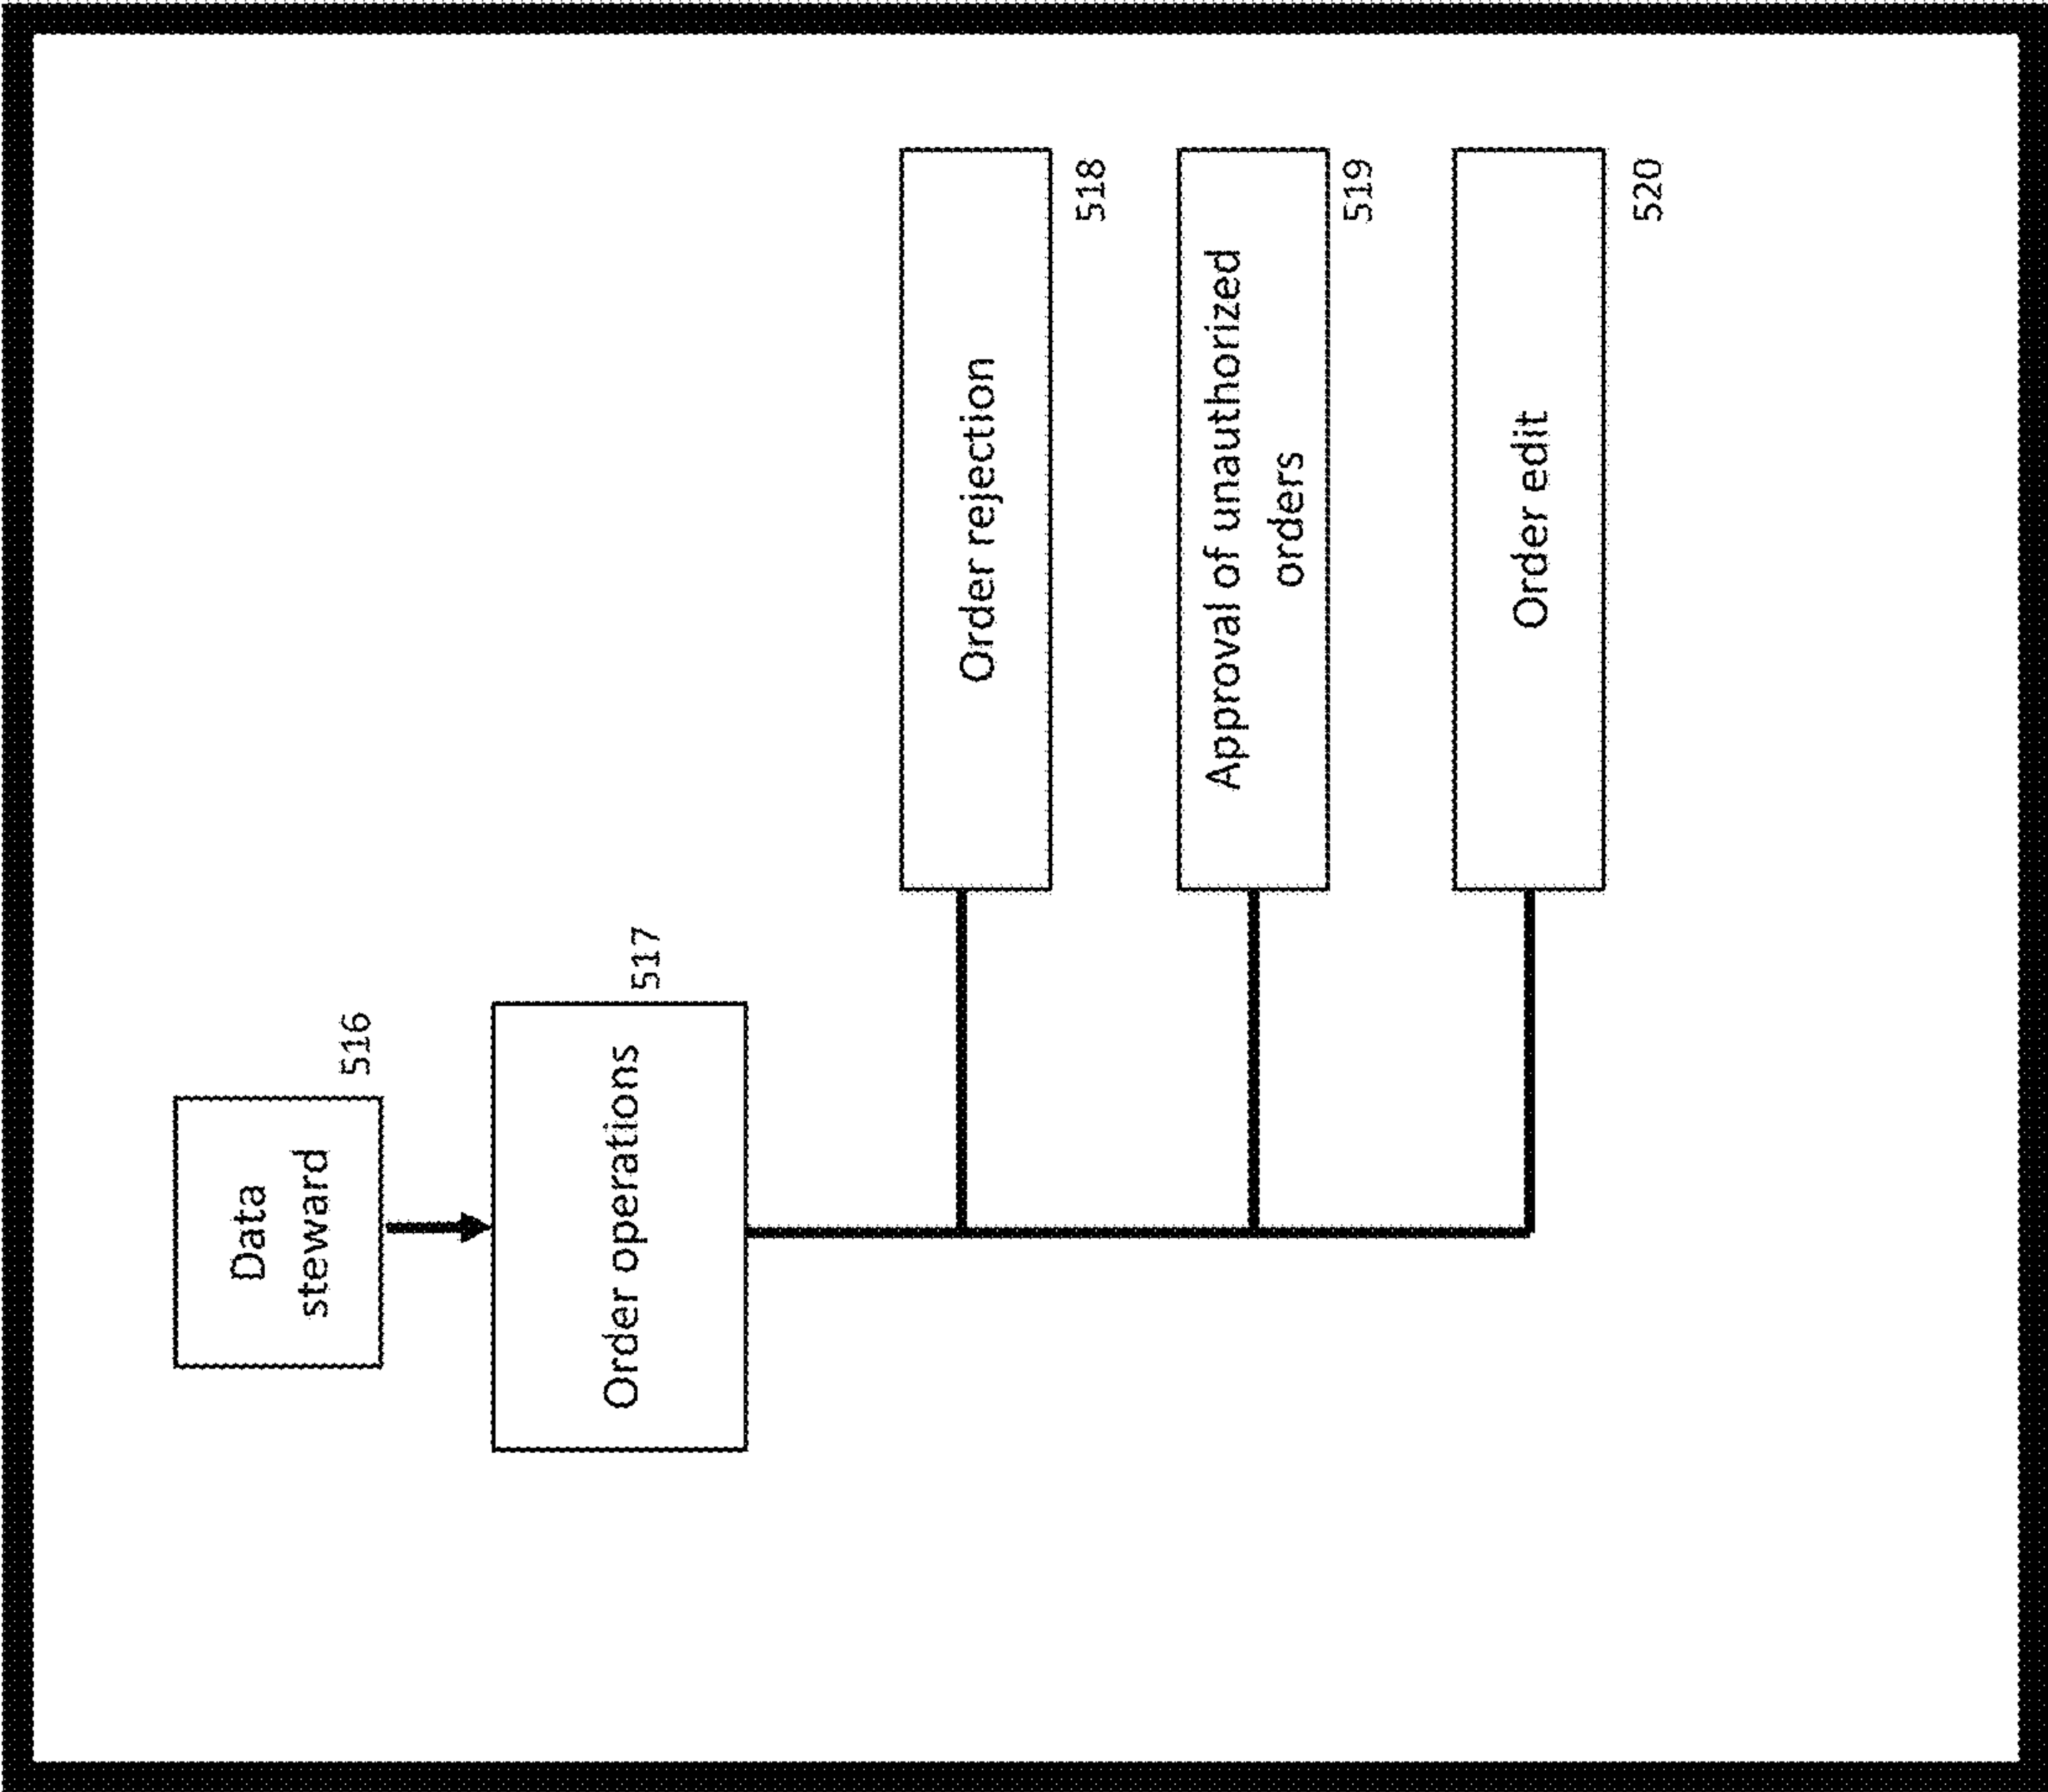 Data
steward
516
Order operations
517
Order rejection
518
Approval of unauthorized
orders
519
Order edit
520